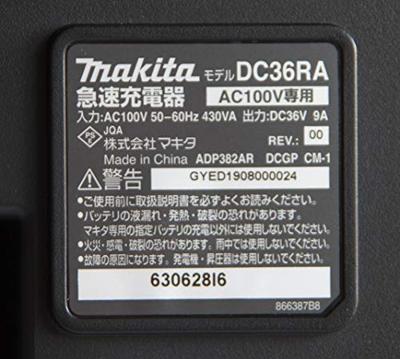 makita モデル DC36RA
急速充電器 AC100V専用
入力:AC100V 50-60Hz 430VA 出力:DC36V 9A
PS E JQA REV.: 00
株式会社マキタ
Made in China ADP382AR DCGP CM-1
⚠警告 GYED1908000024
●ご使用前に取扱説明書を必ずよくお読みください。
●バッテリの液漏れ・発熱・破裂の恐れがあります。
マキタ専用の指定バッテリの充電以外には使用しないでください。
●火災・感電・破裂の恐れあり。雨中では使用しないでください。
●故障の原因になります。発電機・昇圧器は使用しないでください。
630628I6
866387B8